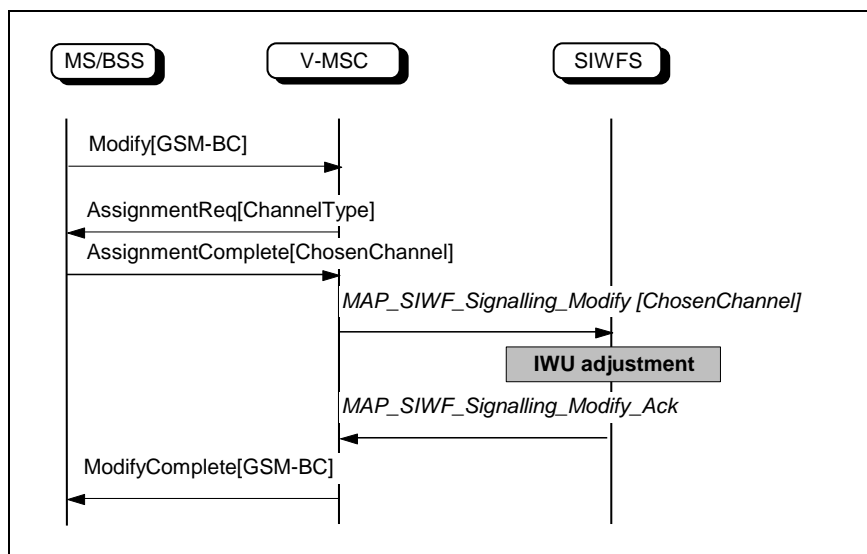 MS/BSS
V-MSC
SIWFS
Modify[GSM-BC]
AssignmentReq[ChannelType]
AssignmentComplete[ChosenChannel]
MAP_SIWF_Signalling_Modify [ChosenChannel]
IWU adjustment
MAP_SIWF_Signalling_Modify_Ack
ModifyComplete[GSM-BC]